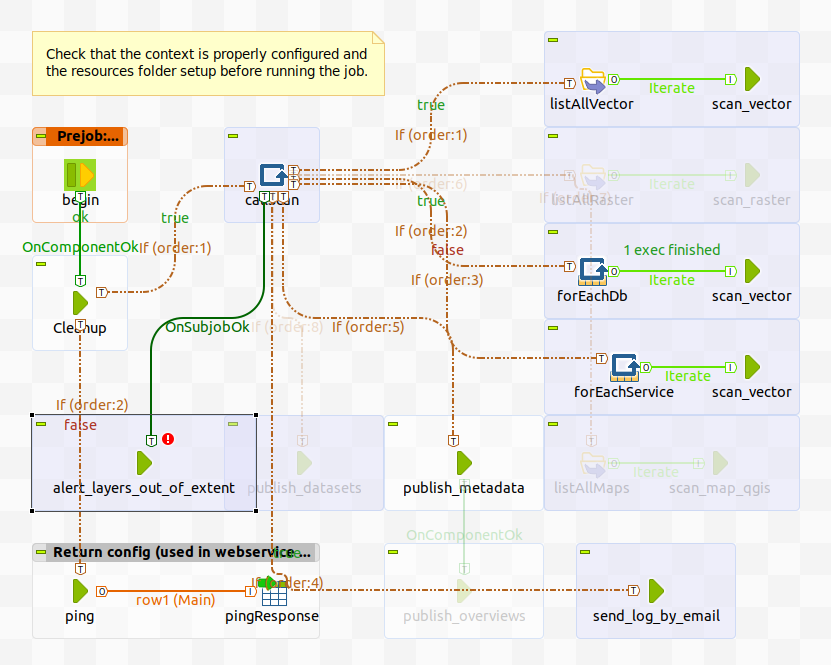 Check that the context is properly configured and
the resources folder setup before running the job.
listAllVector
Iterate
scan_vector
true
If (order:1)
Prejob:...
begin
ok
OnComponentOk
true
If (order:1)
Cleanup
If (order:6)
listAllRaster
Iterate
scan_raster
true
If (order:2)
false
If (order:3)
1 exec finished
forEachDb
Iterate
scan_vector
OnSubjobOk
If (order:8)
If (order:5)
forEachService
Iterate
scan_vector
If (order:2)
false
alert_layers_out_of_extent
publish_datasets
publish_metadata
listAllMaps
Iterate
scan_map_qgis
OnComponentOk
Return config (used in webservice...
true
If (order:4)
ping
row1 (Main)
pingResponse
publish_overviews
send_log_by_email